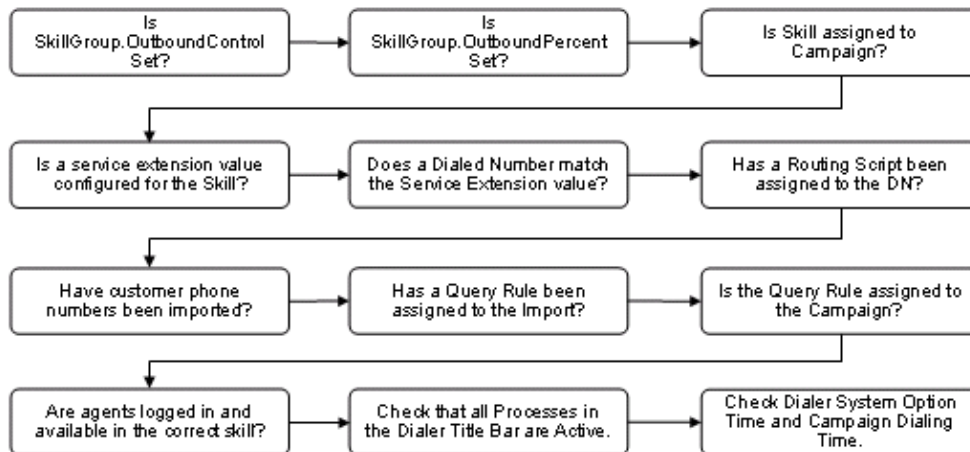 Is
SkillGroup.OutboundControl
Set?
Is
SkillGroup.OutboundPercent
Set?
Is Skill assigned to
Campaign?
Is a service extension value
configured for the Skill?
Does a Dialed Number match
the Service Extension value?
Has a Routing Script been
assigned to the DN?
Have customer phone
numbers been imported?
Has a Query Rule been
assigned to the Import?
Is the Query Rule assigned to
the Campaign?
Are agents logged in and
available in the correct skill?
Check that all Processes in
the Dialer Title Bar are Active.
Check Dialer System Option
Time and Campaign Dialing
Time.